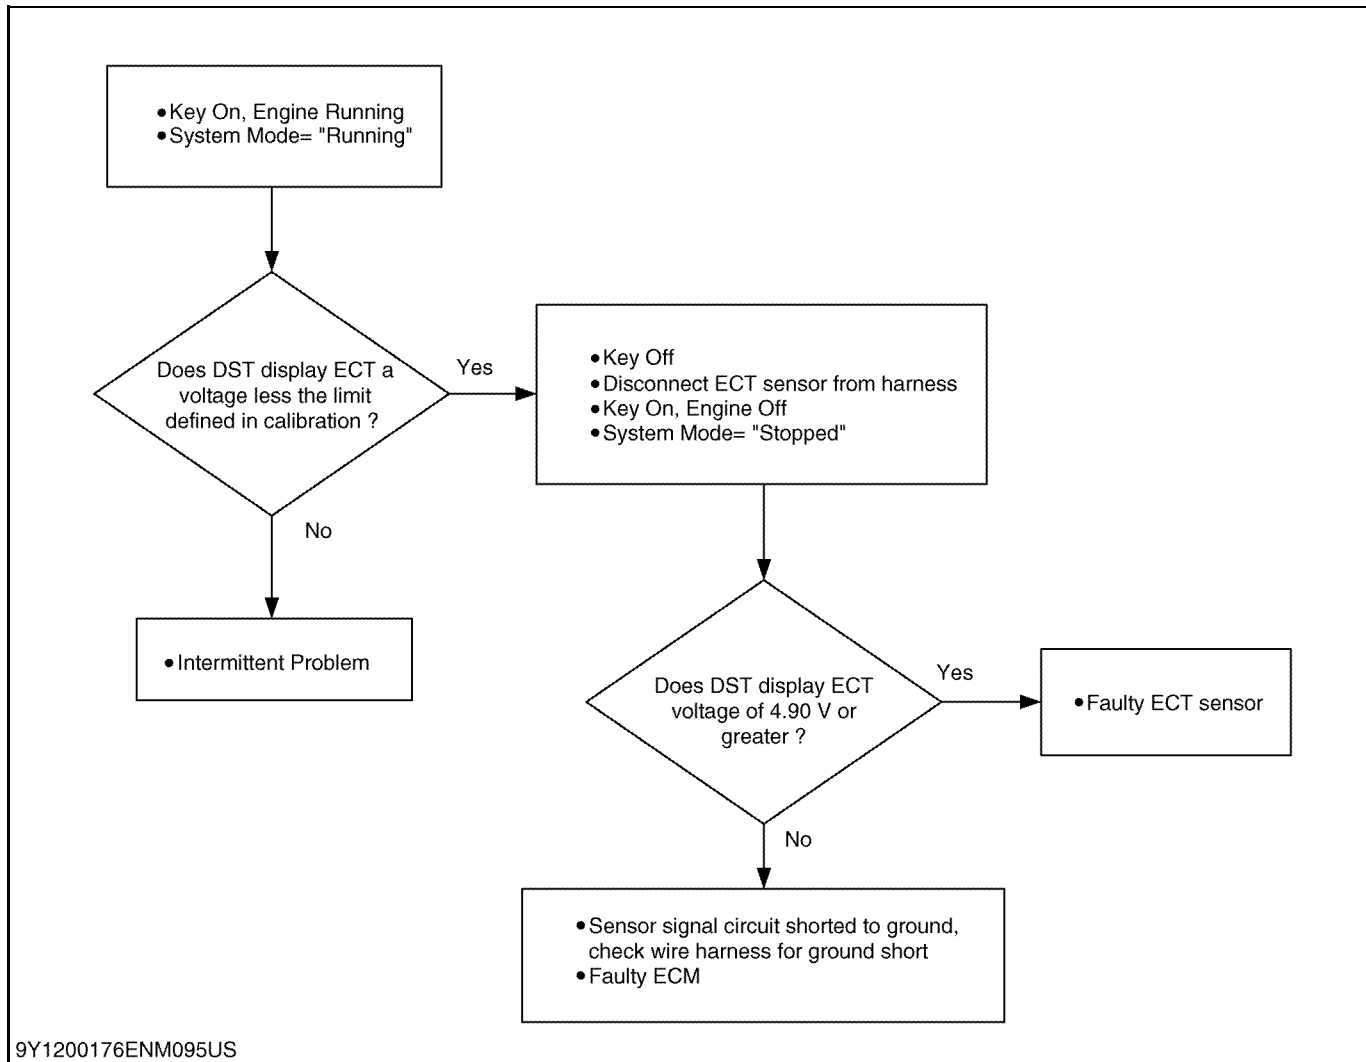 ●Key On, Engine Running
●System Mode= "Running"
Does DST display ECT a
voltage less the limit
defined in calibration ?
Yes
●Key Off
●Disconnect ECT sensor from harness
●Key On, Engine Off
●System Mode= "Stopped"
No
●Intermittent Problem
Does DST display ECT
voltage of 4.90 V or
greater ?
Yes
●Faulty ECT sensor
No
●Sensor signal circuit shorted to ground,
check wire harness for ground short
●Faulty ECM
9Y1200176ENM095US